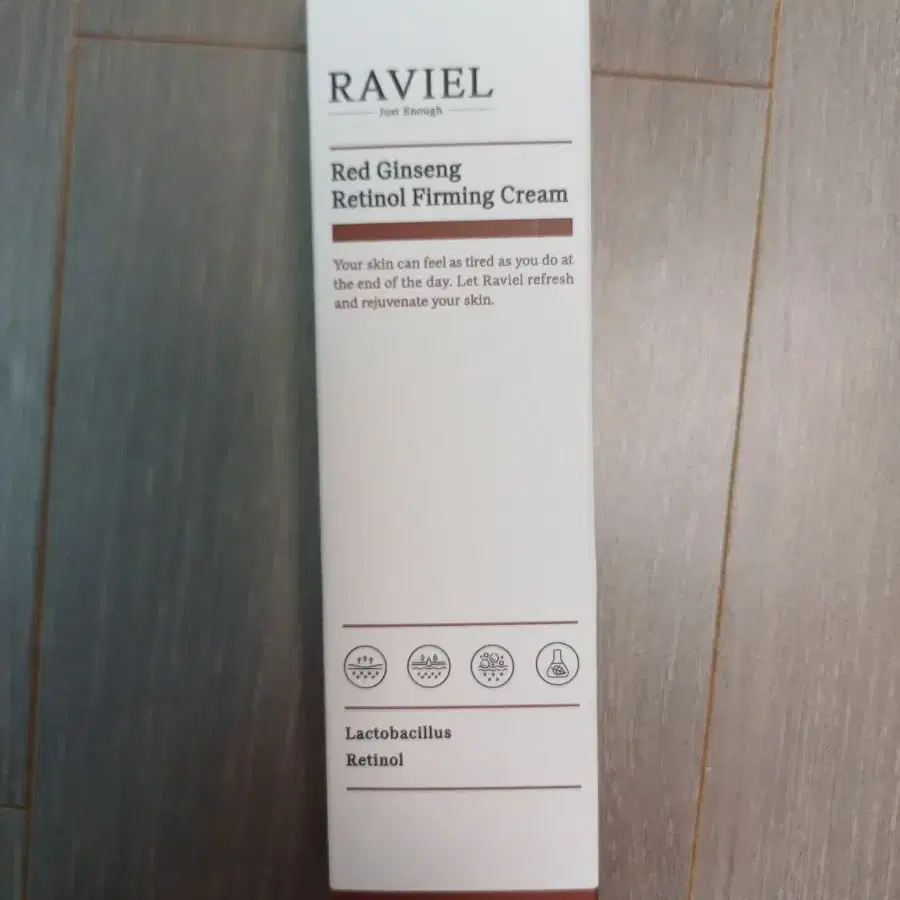 RAVIEL
Just Enough
Red Ginseng
Retinol Firming Cream
Your skin can feel as tired as you do at
the end of the day. Let Raviel refresh
and rejuvenate your skin.
Lactobacillus
Retinol